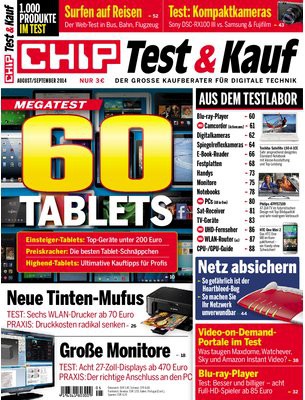 1.000
PRODUKTE
IM TEST
Surfen auf Reisen – 52
Der Web-Test in Bus, Bahn, Flugzeug
Test: Kompaktkameras
Sony DSC-RX100 III vs. Samsung & Fujifilm – 43
CHIP Test & Kauf
AUGUST/SEPTEMBER 2014
NUR 3€
DER GROSSE KAUFBERATER FÜR DIGITALE TECHNIK
MEGATEST
60
TABLETS
Einsteiger-Tablets: Top-Geräte unter 200 Euro
Preiskracher: Die besten Tablet-Schnäppchen
Highend-Tablets: Ultimative Kauftipps für Profis
10
AUS DEM TESTLABOR
Blu-ray-Player – 60
Camcorder – 61
Digitalkameras – 62
Spiegelreflexkameras – 64
E-Book-Reader – 66
Festplatten
Handys – 73
Monitore – 75
Notebooks – 76
PCs – 80
Sat-Receiver – 81
TV-Geräte
UHD-Fernseher – 86
WLAN-Router – 86
CPU-/GPU-Guide – 88
Neue Tinten-Mufus
TEST: Sechs WLAN-Drucker ab 70 Euro
PRAXIS: Druckkosten radikal senken – 26
Große Monitore – 18
TEST: Acht 27-Zoll-Displays ab 470 Euro
PRAXIS: Der richtige Anschluss an den PC
Netz absichern
– So gefährlich ist der
Heartbleed-Bug
– So machen Sie
Ihr Netzwerk
unverwundbar 44
Video-on-Demand-
Portale im Test
Was taugen Maxdome, Watchever,
Sky und Amazon Instant Video? – 38
Blu-ray-Player
Test: Besser und billiger – acht
Full-HD-Geräte ab 85 Euro – 32